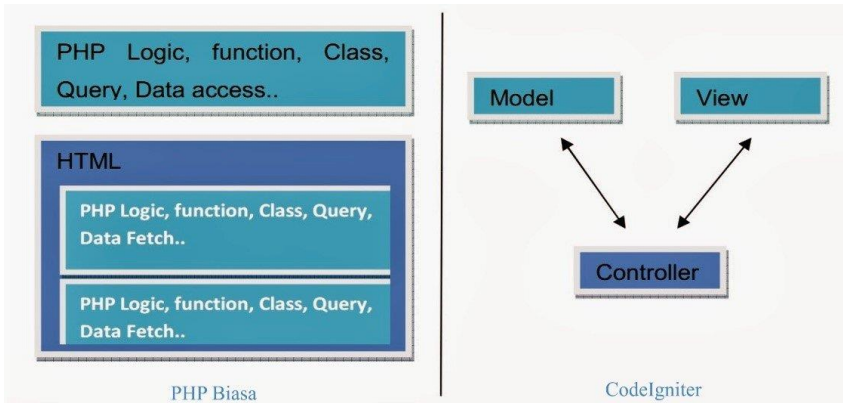 PHP Logic, function, Class,
Query, Data access..
HTML
PHP Logic, function, Class, Query,
Data Fetch..
PHP Logic, function, Class, Query,
Data Fetch..
PHP Biasa
Model
View
Controller
CodeIgniter